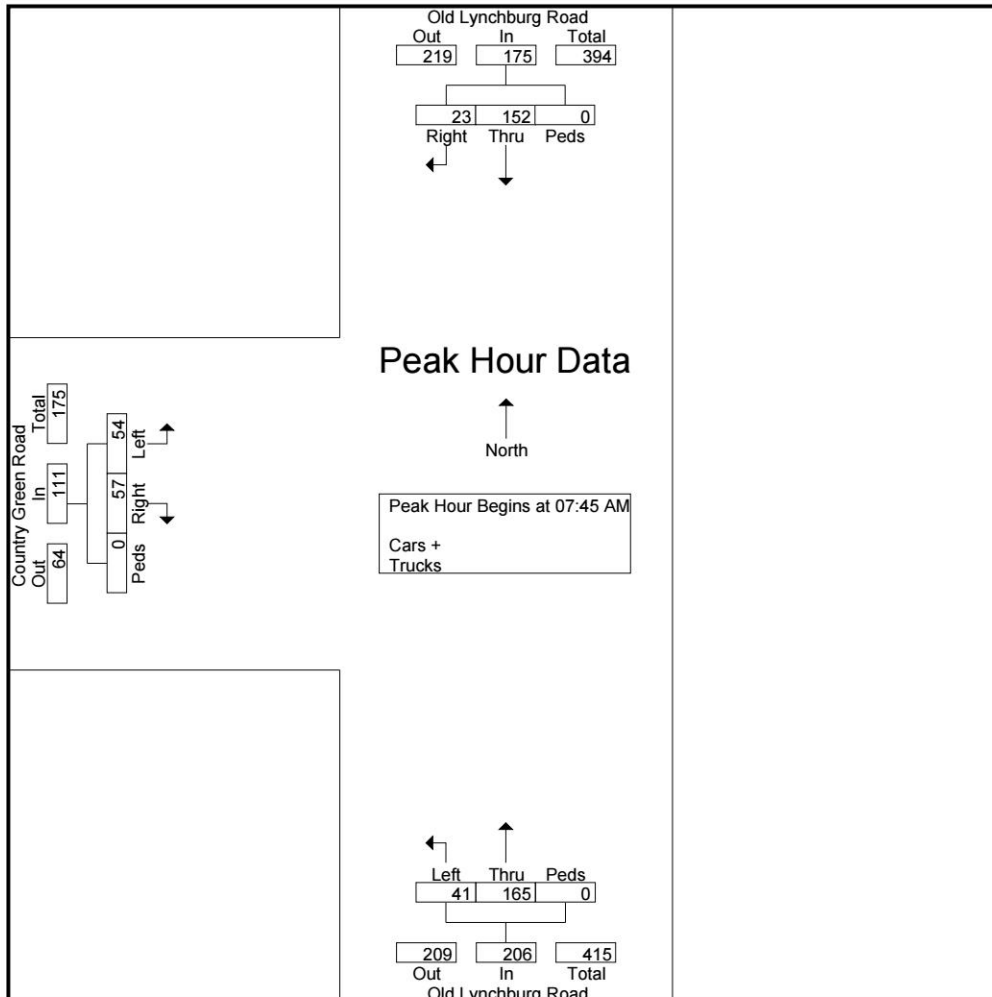 Old Lynchburg Road
Out In Total
219 175 394
23 152 0
Right Thru Peds
Peak Hour Data
North
Peak Hour Begins at 07:45 AM
Cars +
Trucks
Country Green Road
Out In Total
64 111 175
0 57 54
Peds Right Left
Left Thru Peds
41 165 0
209 206 415
Out In Total
Old Lynchburg Road